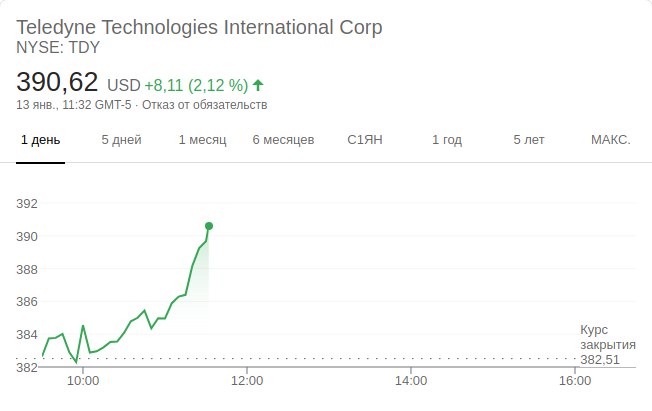 Teledyne Technologies International Corp
NYSE: TDY
390,62 USD +8,11 (2,12 %)
13 янв., 11:32 GMT-5 · Отказ от обязательств
1 день 5 дней 1 месяц 6 месяцев С1ЯН 1 год 5 лет МАКС.
392
390
388
386
384
382
Курс
закрытия
382,51
10:00 12:00 14:00 16:00